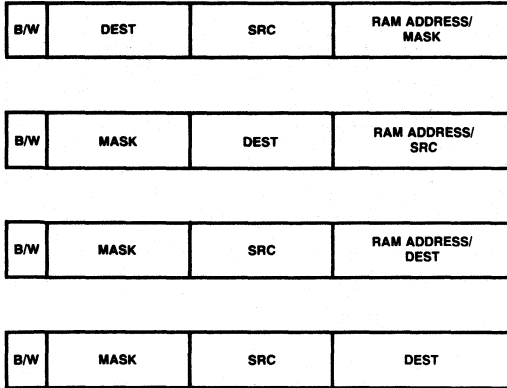 B/W DEST SRC RAM ADDRESS/
MASK
B/W MASK DEST RAM ADDRESS/
SRC
B/W MASK SRC RAM ADDRESS/
DEST
B/W MASK SRC DEST